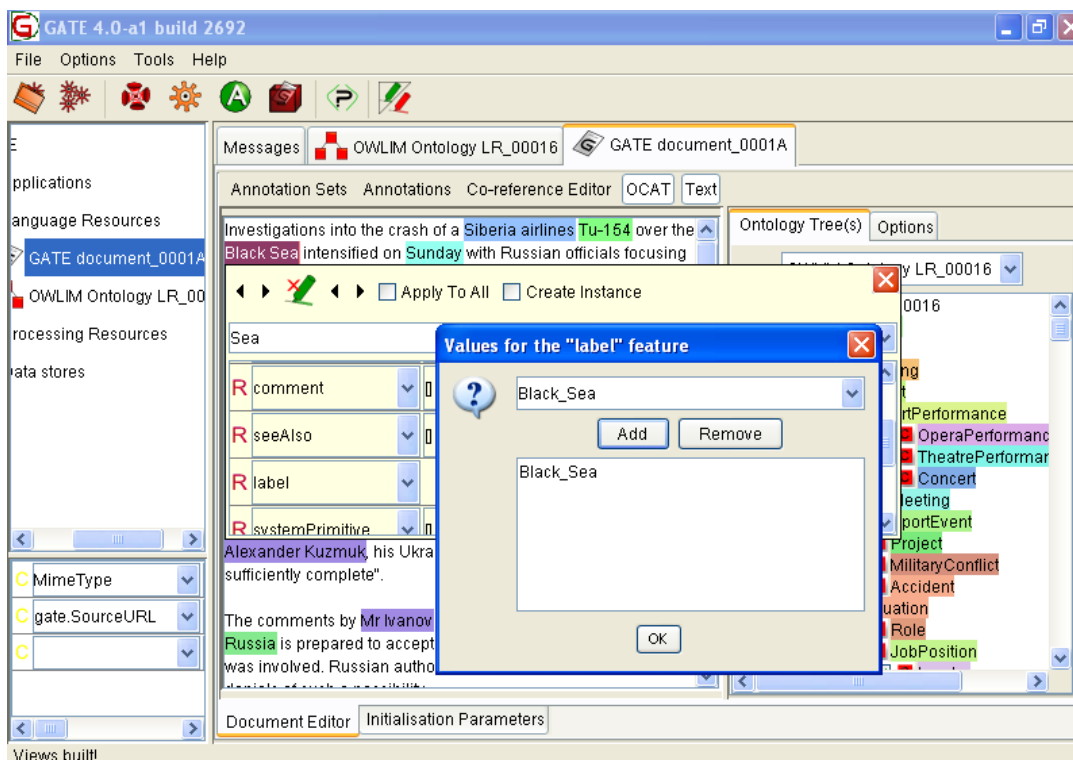 GATE 4.0-a1 build 2692
File Options Tools Help
Messages
OWLIM Ontology LR_00016
GATE document_0001A
E
pplications
anguage Resources
GATE document_0001A
OWLIM Ontology LR_00
rocessing Resources
ata stores
MimeType
gate.SourceURL
Views built!
Annotation Sets Annotations Co-reference Editor OCAT Text
Investigations into the crash of a Siberia airlines Tu-154 over the
Black Sea intensified on Sunday with Russian officials focusing
Apply To All Create Instance
Sea
R comment
R seeAlso
R label
R systemPrimitive
Values for the "label" feature
Black_Sea
Add Remove
Black_Sea
OK
Alexander Kuzmuk, his Ukra
sufficiently complete".
The comments by Mr Ivanov
Russia is prepared to accept
was involved. Russian autho
Document Editor Initialisation Parameters
Ontology Tree(s) Options
y LR_00016
0016
ng
t
rtPerformance
OperaPerformanc
TheatrePerformar
Concert
leeting
portEvent
Project
MilitaryConflict
Accident
uation
Role
JobPosition